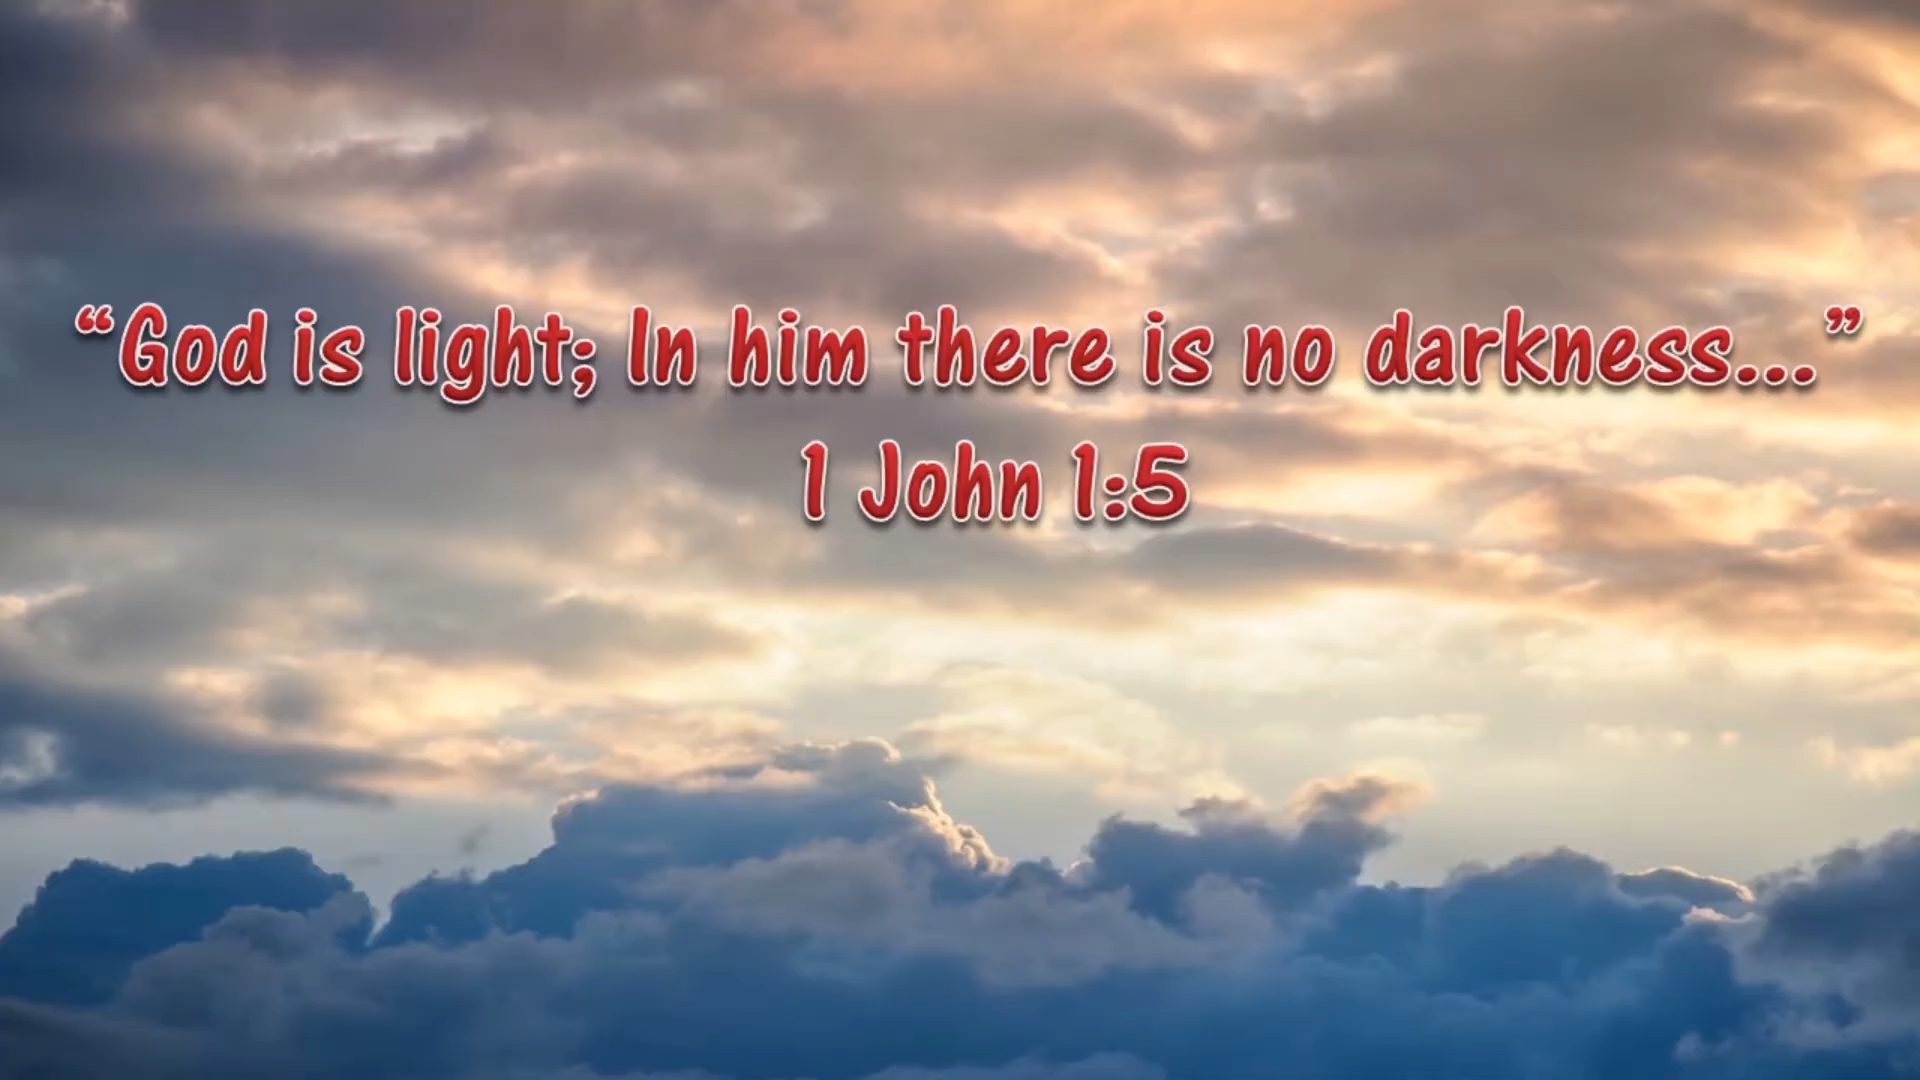 “God is light; In him there is no darkness...”
1 John 1:5